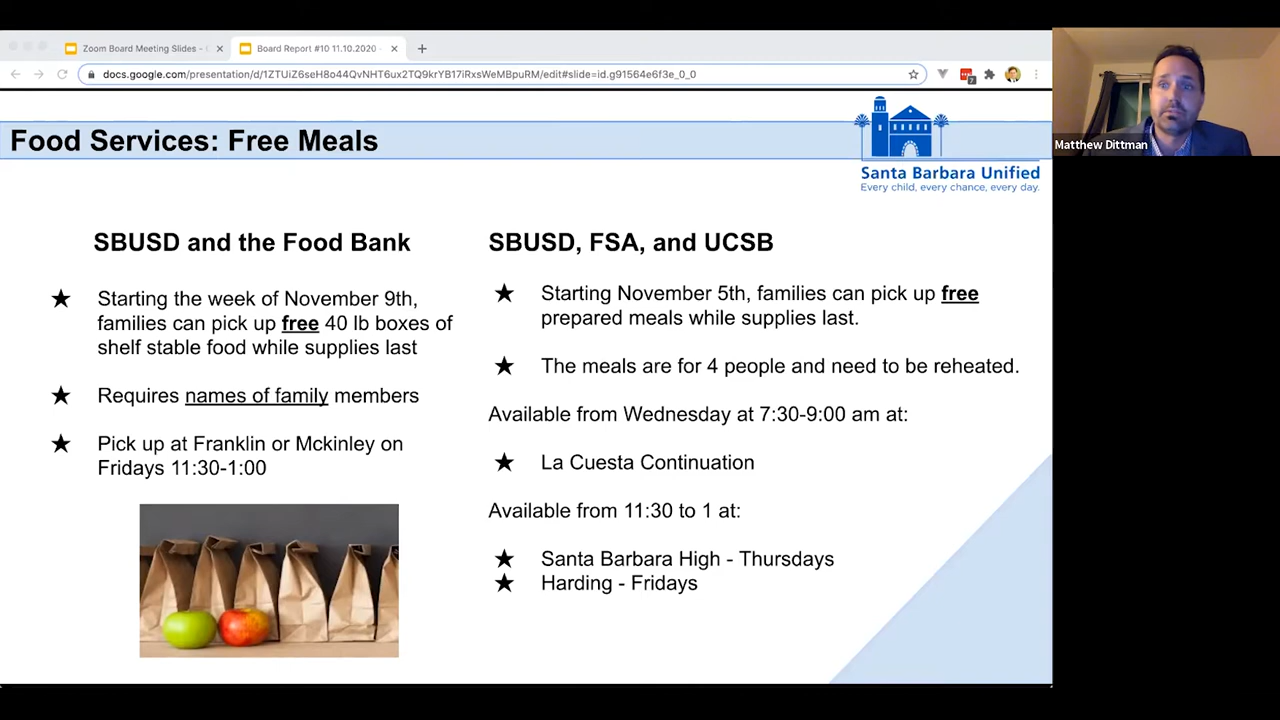 Zoom Board Meeting Slides -
Board Report #10 11.10.2020 -
docs.google.com/presentation/d/1ZTUiZ6seH8o44QvNHT6ux2TQ9krYB17iRxsWeMBpuRM/edit#slide=id.g91564e6f3e_0_0
7
Food Services: Free Meals
Santa Barbara Unified
Every child, every chance, every day.
Matthew Dittman
SBUSD and the Food Bank
★ Starting the week of November 9th,
families can pick up free 40 lb boxes of
shelf stable food while supplies last
★ Requires names of family members
★ Pick up at Franklin or Mckinley on
Fridays 11:30-1:00
SBUSD, FSA, and UCSB
★ Starting November 5th, families can pick up free
prepared meals while supplies last.
★ The meals are for 4 people and need to be reheated.
Available from Wednesday at 7:30-9:00 am at:
★ La Cuesta Continuation
Available from 11:30 to 1 at:
★ Santa Barbara High - Thursdays
★ Harding - Fridays